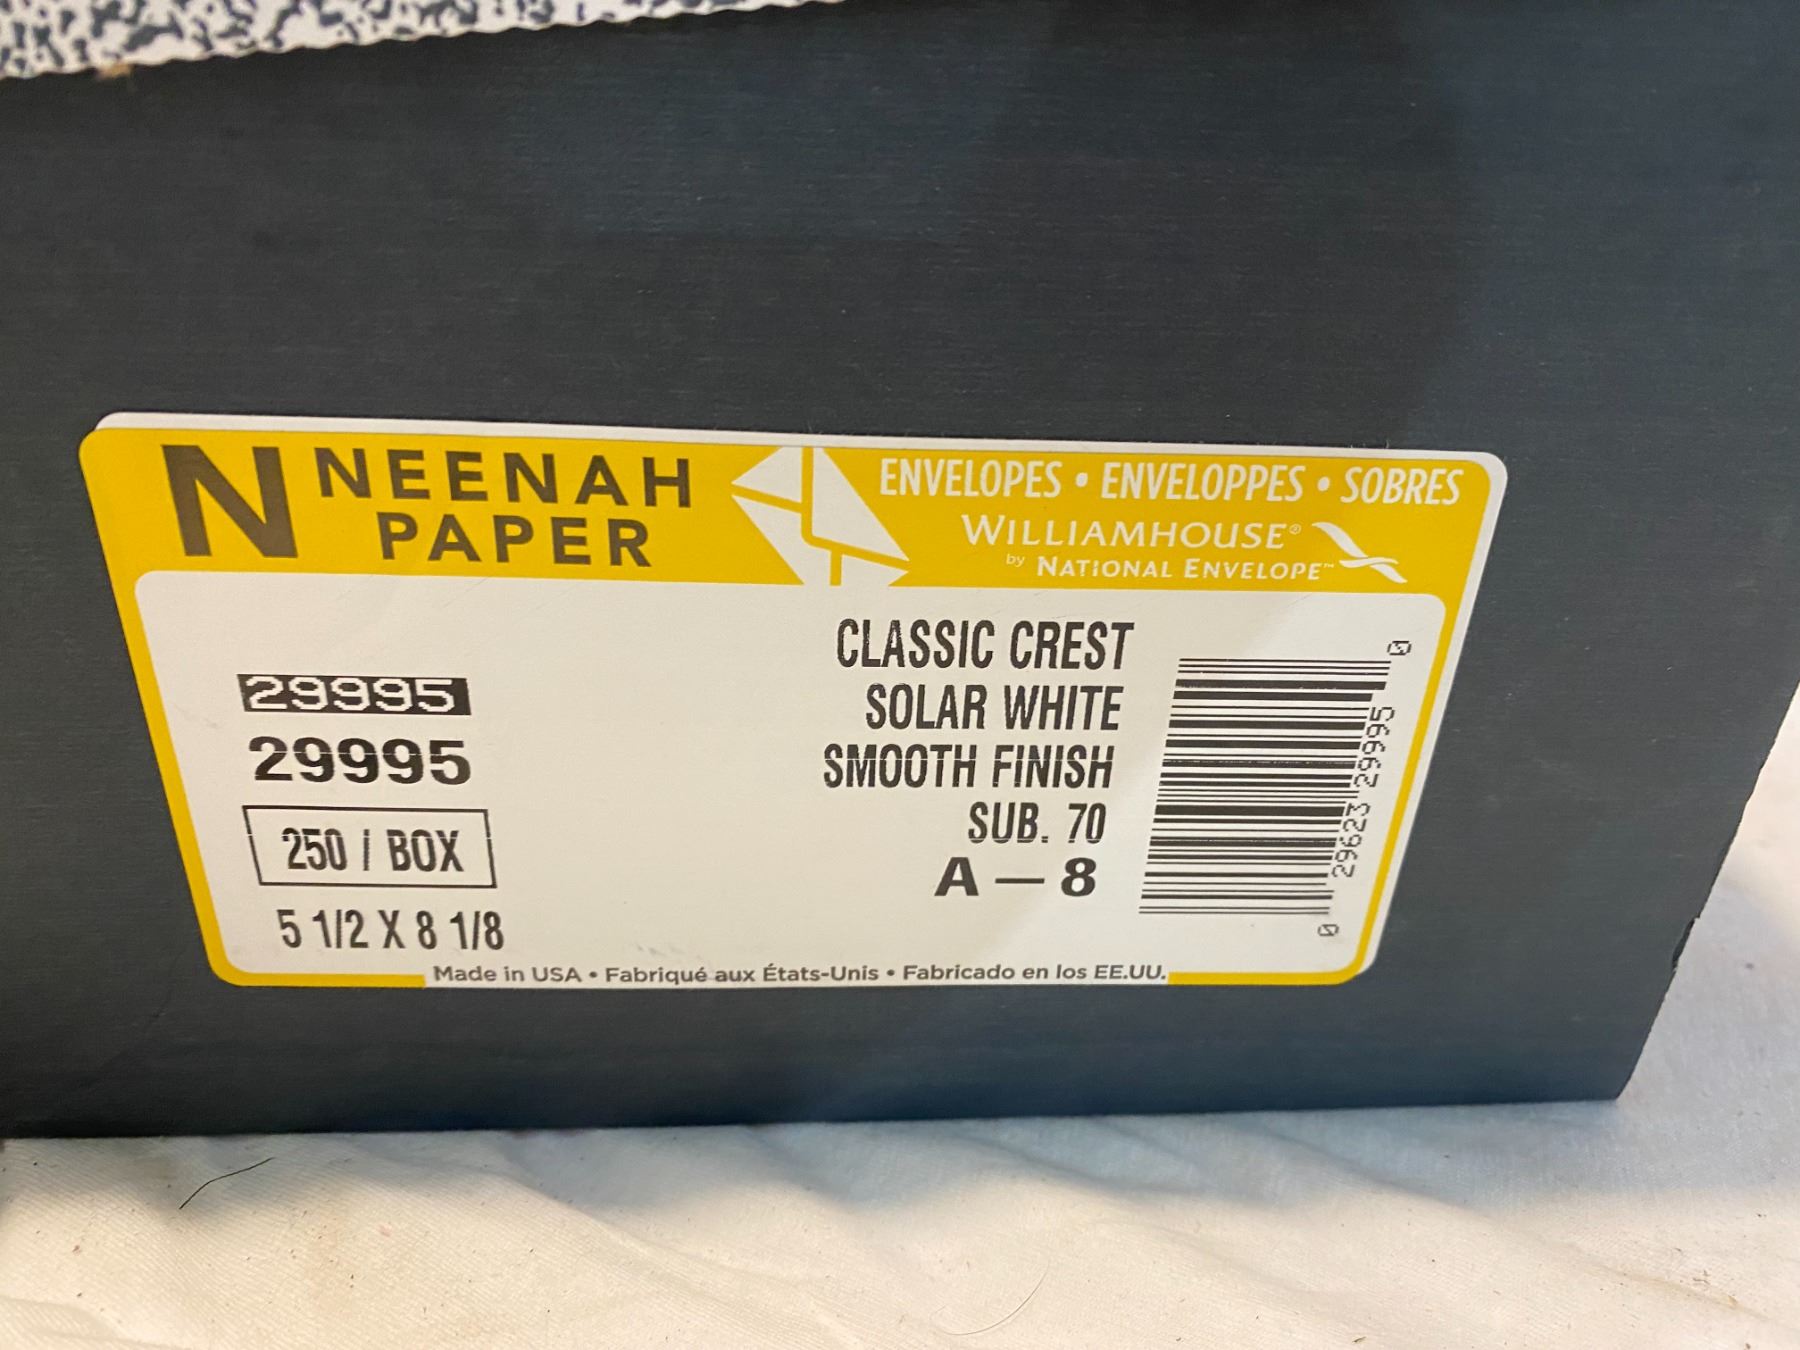 N NEENAH PAPER
ENVELOPES • ENVELOPPES • SOBRES
WILLIAMHOUSE®
by NATIONAL ENVELOPE™
29995
29995
250 / BOX
5 1/2 X 8 1/8
CLASSIC CREST
SOLAR WHITE
SMOOTH FINISH
SUB. 70
A — 8
0 29623 29995 0
Made in USA • Fabriqué aux États-Unis • Fabricado en los EE.UU.